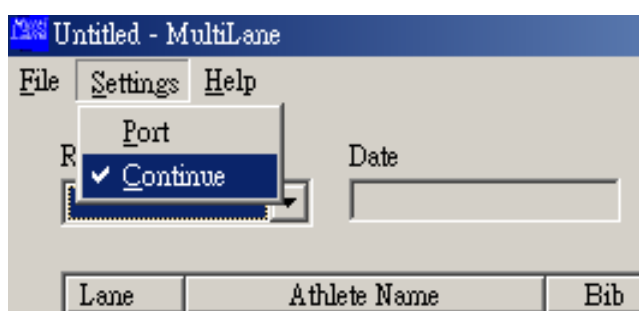 Untitled - MultiLane
File Settings Help
Port
Date
Continue
Lane Athlete Name Bib